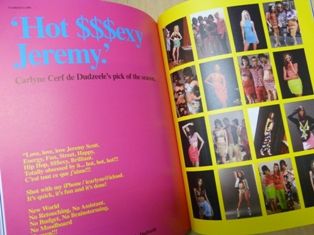 'Hot $$$exy
Jeremy.'
Carlyne Cerf de Dudzeele's pick of the season.
"Love, love, love Jeremy Scott.
Energy, Fun, Street, Happy,
Hip Hop, $$$exy, Brilliant.
Totally obsessed by it... hot, hot, hot!!
C'est tout ce que j'aime!!!
Shot with my iPhone / icarlyneiCloud.
It's quick, it's fun and it's done!
New World
No Retouching, No Assistant,
No Budget, No Brainstorming,
No Moodboard